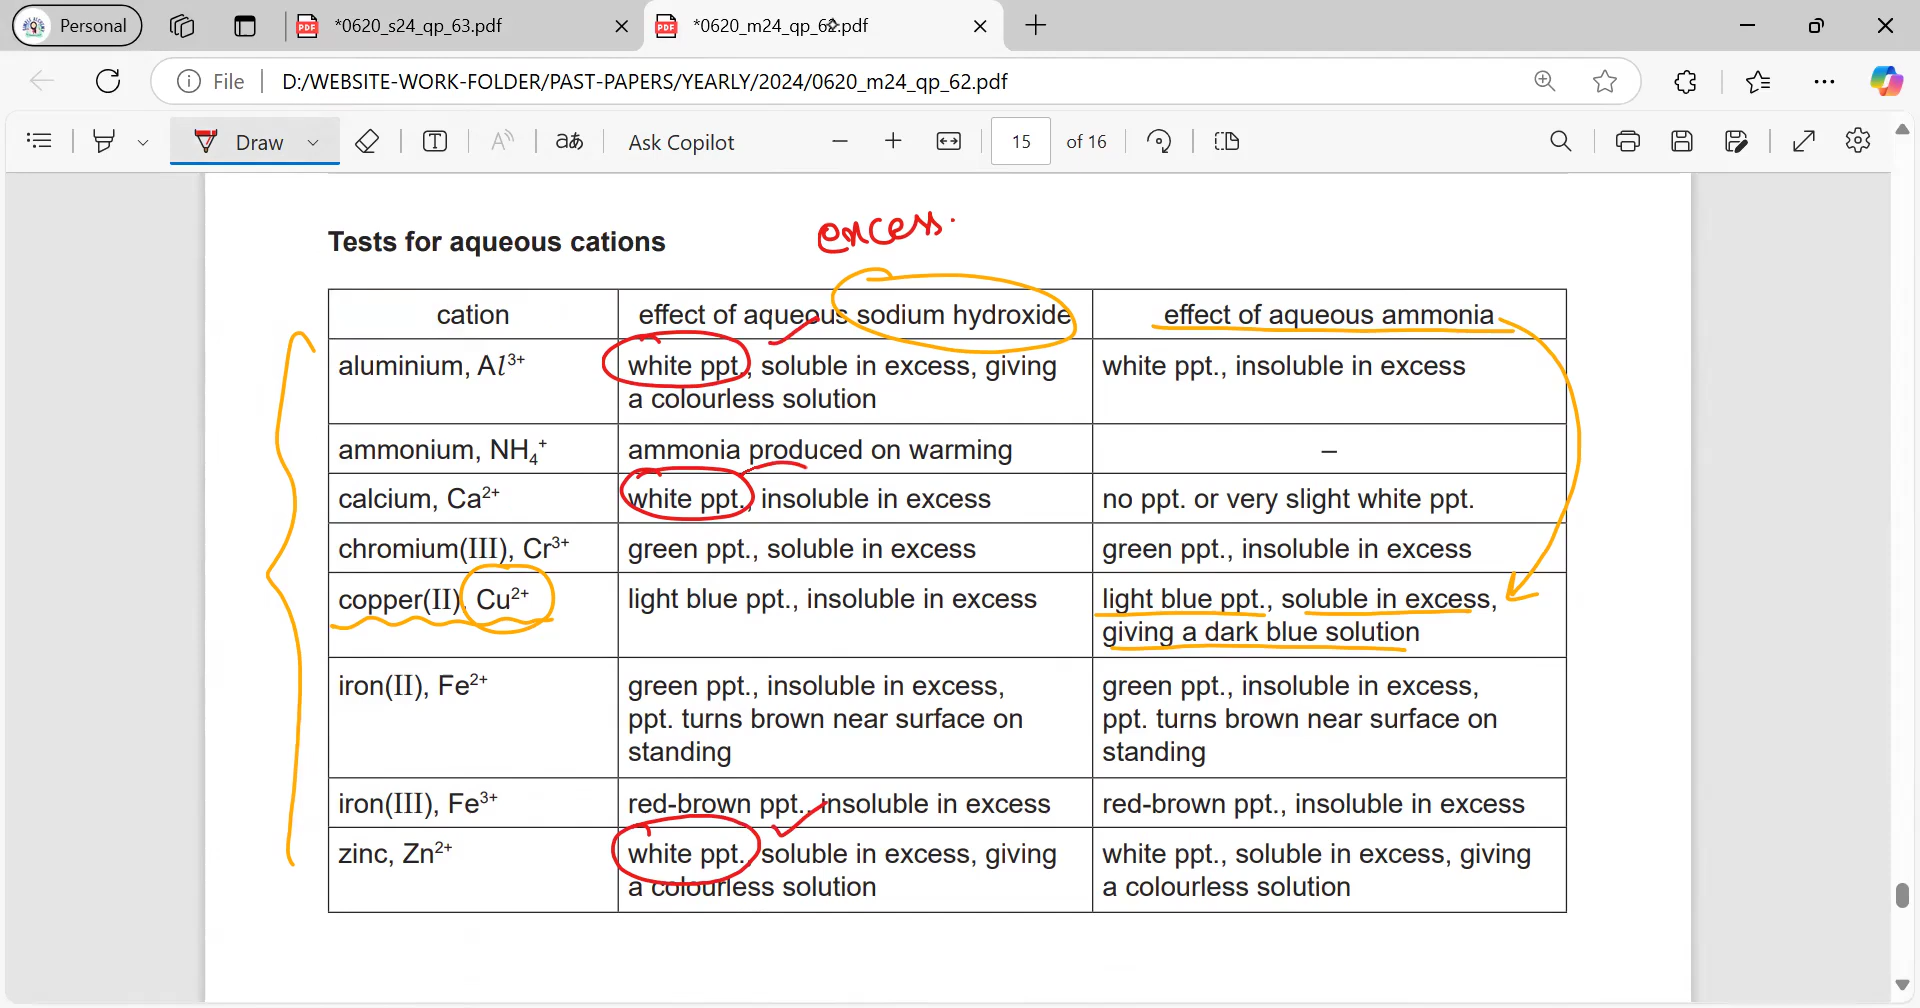 Personal
*0620_s24_qp_63.pdf
*0620_m24_qp_62.pdf
File
D:/WEBSITE-WORK-FOLDER/PAST-PAPERS/YEARLY/2024/0620_m24_qp_62.pdf
Draw
aあ
Ask Copilot
15
of 16
excess.
Tests for aqueous cations
cation
effect of aqueous sodium hydroxide
effect of aqueous ammonia
aluminium, Al³⁺
white ppt., soluble in excess, giving
a colourless solution
white ppt., insoluble in excess
ammonium, NH₄⁺
ammonia produced on warming
–
calcium, Ca²⁺
white ppt., insoluble in excess
no ppt. or very slight white ppt.
chromium(III), Cr³⁺
green ppt., soluble in excess
green ppt., insoluble in excess
copper(II), Cu²⁺
light blue ppt., insoluble in excess
light blue ppt., soluble in excess,
giving a dark blue solution
iron(II), Fe²⁺
green ppt., insoluble in excess,
ppt. turns brown near surface on
standing
green ppt., insoluble in excess,
ppt. turns brown near surface on
standing
iron(III), Fe³⁺
red-brown ppt., insoluble in excess
red-brown ppt., insoluble in excess
zinc, Zn²⁺
white ppt., soluble in excess, giving
a colourless solution
white ppt., soluble in excess, giving
a colourless solution